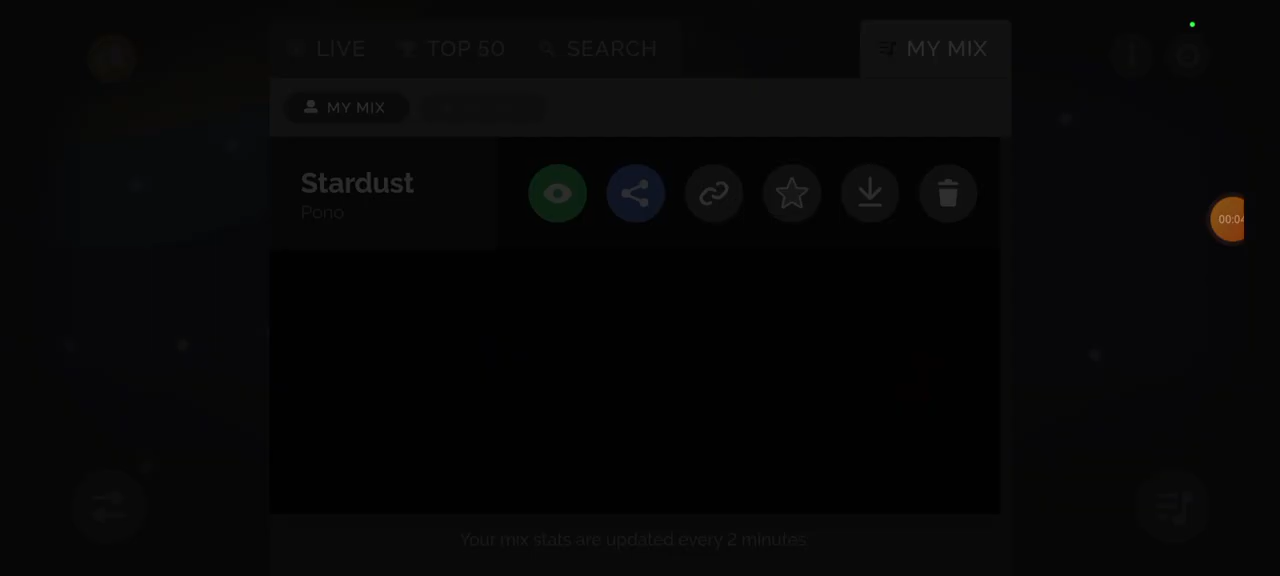 LIVE
TOP 50
SEARCH
MY MIX
MY MIX
Stardust
Pono
00:04
Your mix stats are updated every 2 minutes.